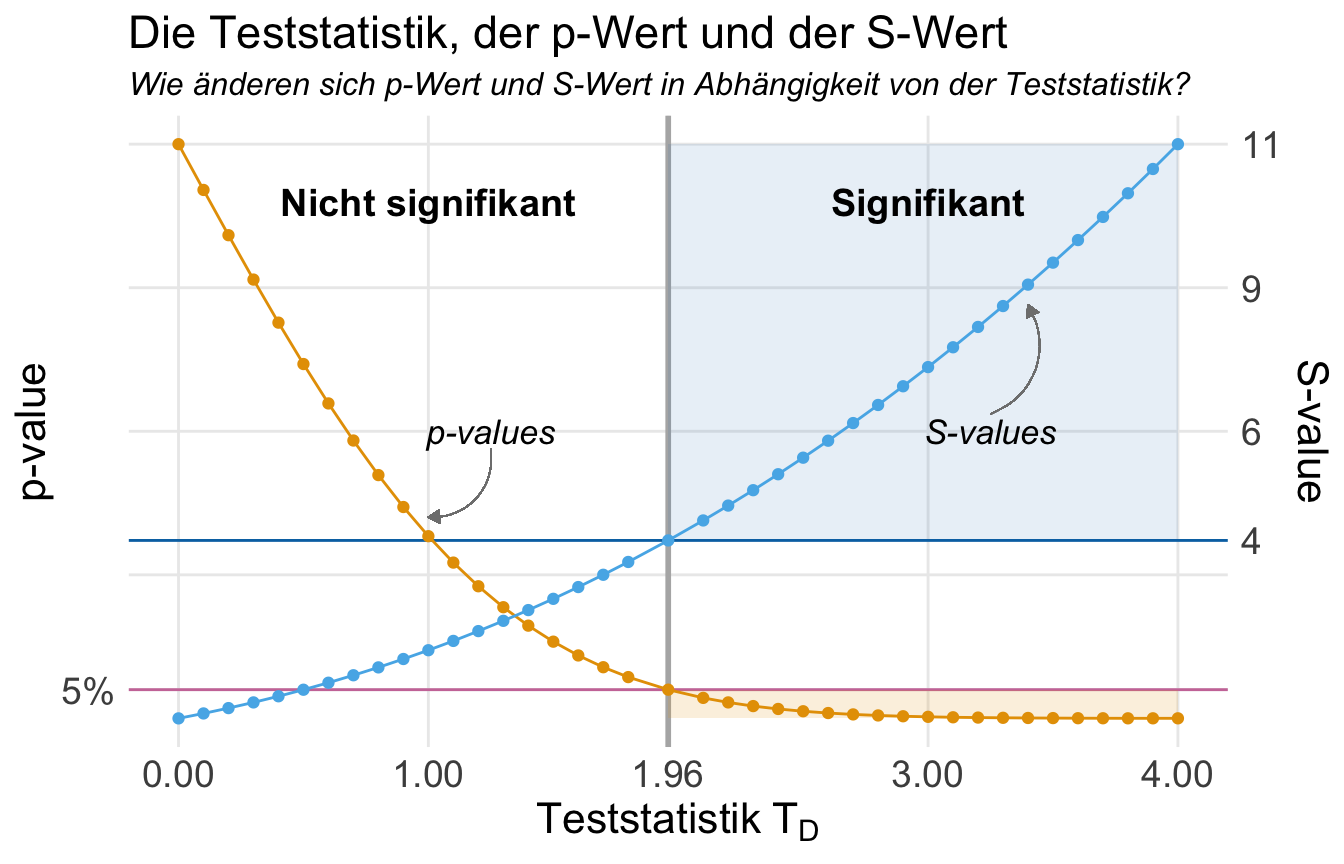 Die Teststatistik, der p-Wert und der S-Wert
Wie änderen sich p-Wert und S-Wert in Abhängigkeit von der Teststatistik?
11
Nicht signifikant
Signifikant
9
p-value
S-value
p-values
S-values
6
4
5%
0.00
1.00
1.96
3.00
4.00
Teststatistik T_D